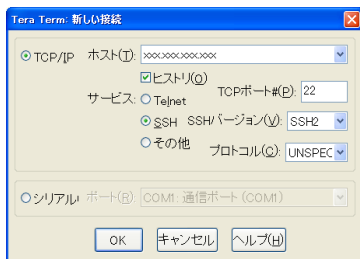 Tera Term: 新しい接続
TCP/IP ホスト(T): xxx.xxx.xxx.xxx
ヒストリ(O)
サービス: Telnet TCPポート#(P): 22
SSH SSHバージョン(V): SSH2
その他 プロトコル(C): UNSPEC
シリアル ポート(R): COM1: 通信ポート (COM1)
OK キャンセル ヘルプ(H)